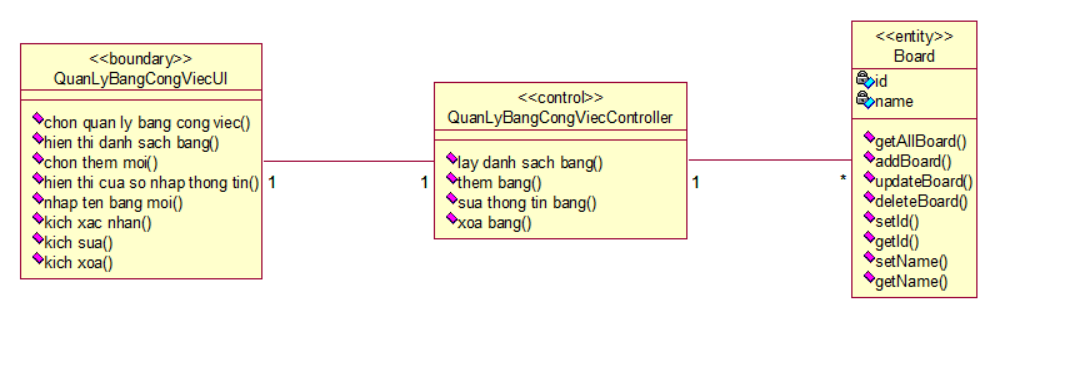 <<boundary>>
QuanLyBangCongViecUI
chon quan ly bang cong viec()
hien thi danh sach bang()
chon them moi()
hien thi cua so nhap thong tin()
nhap ten bang moi()
kich xac nhan()
kich sua()
kich xoa()
1
1
<<control>>
QuanLyBangCongViecController
lay danh sach bang()
them bang()
sua thong tin bang()
xoa bang()
1
*
<<entity>>
Board
id
name
getAllBoard()
addBoard()
updateBoard()
deleteBoard()
setId()
getId()
setName()
getName()